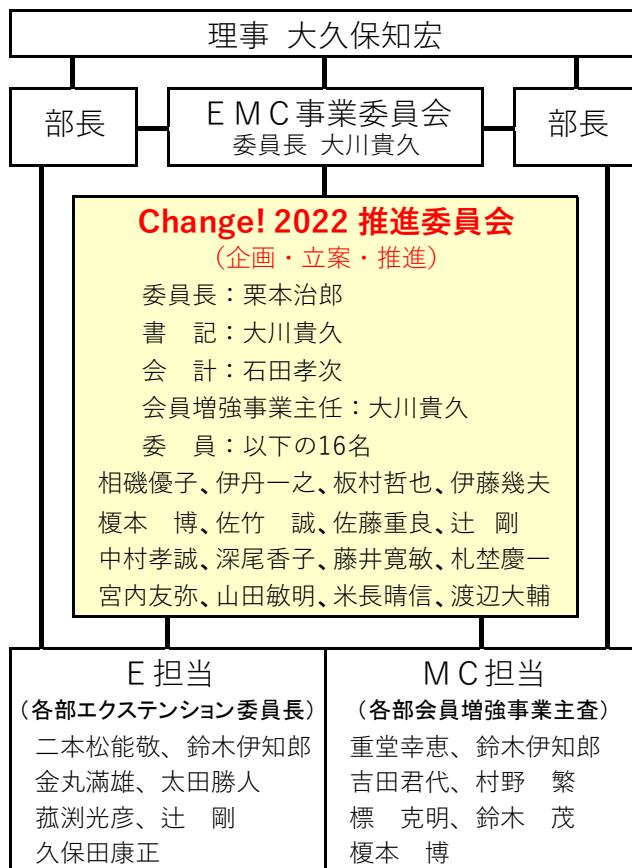 理事 大久保知宏
部長
ＥＭＣ事業委員会
委員長 大川貴久
部長
Change! 2022 推進委員会
（企画・立案・推進）
委員長：栗本治郎
書　記：大川貴久
会　計：石田孝次
会員増強事業主任：大川貴久
委　員：以下の16名
相磯優子、伊丹一之、板村哲也、伊藤幾夫
榎本　博、佐竹　誠、佐藤重良、辻　剛
中村孝誠、深尾香子、藤井寛敏、札埜慶一
宮内友弥、山田敏明、米長晴信、渡辺大輔
Ｅ担当
（各部エクステンション委員長）
二本松能敬、鈴木伊知郎
金丸滿雄、太田勝人
菰渕光彦、辻　剛
久保田康正
ＭＣ担当
（各部会員増強事業主査）
重堂幸恵、鈴木伊知郎
吉田君代、村野　繁
標　克明、鈴木　茂
榎本　博